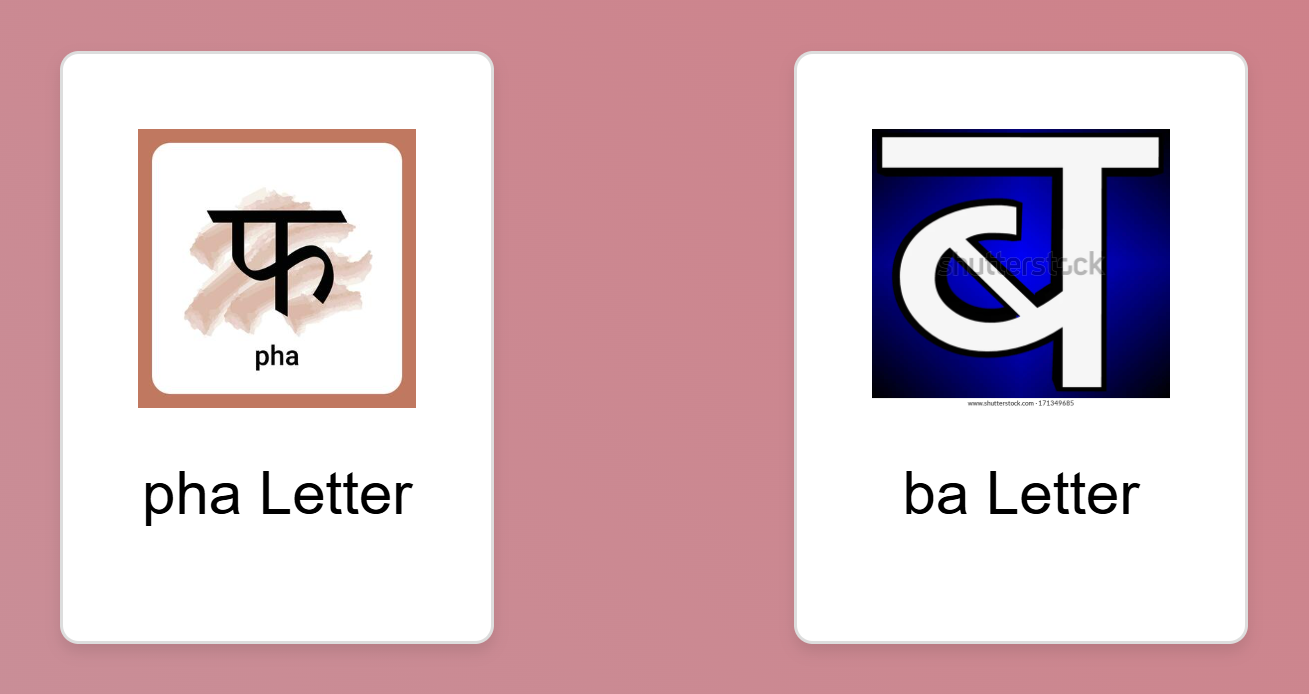 फ
pha
pha Letter
ब
shutterstock
www.shutterstock.com · 171349685
ba Letter